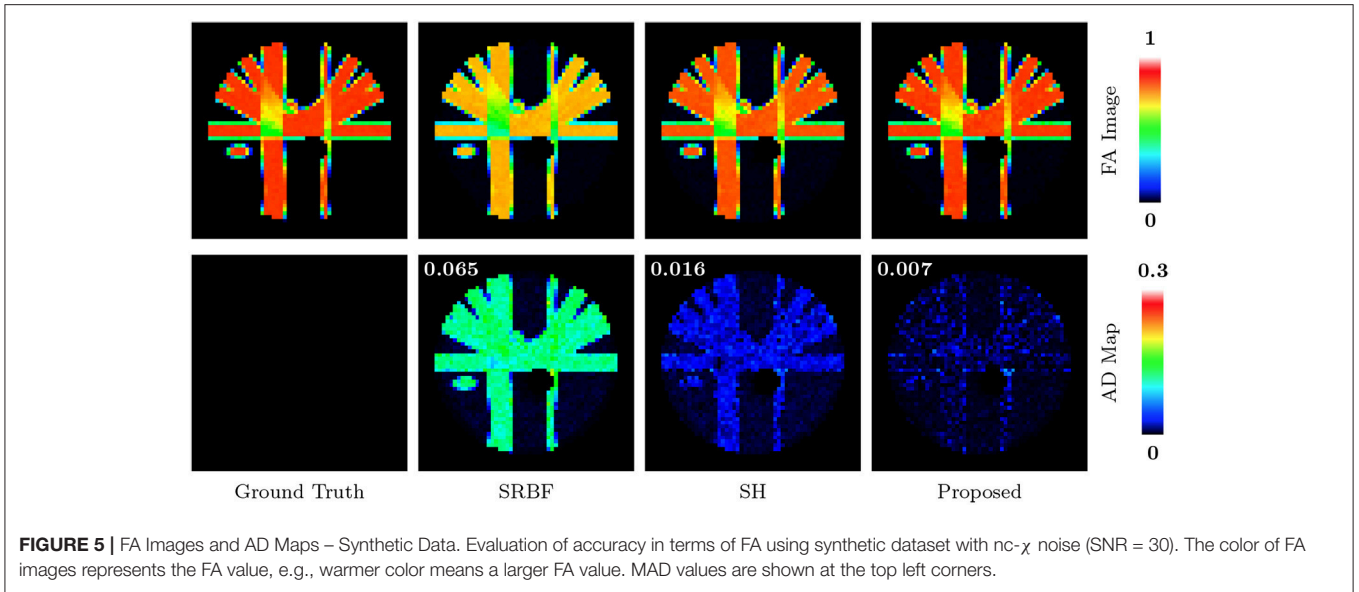 1
FA Image
0
0.065
0.016
0.007
0.3
AD Map
0
Ground Truth
SRBF
SH
Proposed
FIGURE 5 | FA Images and AD Maps – Synthetic Data. Evaluation of accuracy in terms of FA using synthetic dataset with nc-χ noise (SNR = 30). The color of FA
images represents the FA value, e.g., warmer color means a larger FA value. MAD values are shown at the top left corners.